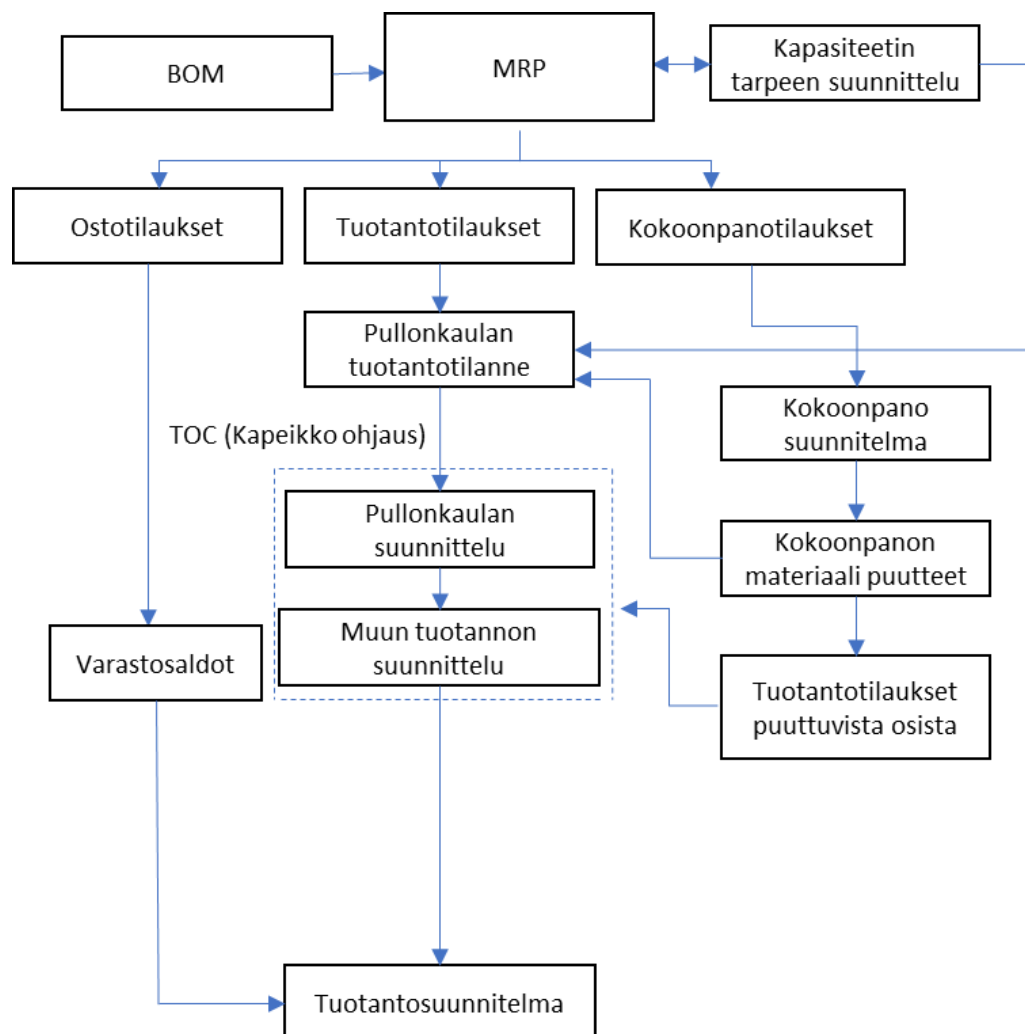 BOM
MRP
Kapasiteetin
tarpeen suunnittelu
Ostotilaukset
Tuotantotilaukset
Kokoonpanotilaukset
Pullonkaulan
tuotantotilanne
TOC (Kapeikko ohjaus)
Kokoonpano
suunnitelma
Pullonkaulan
suunnittelu
Kokoonpanon
materiaali puutteet
Muun tuotannon
suunnittelu
Varastosaldot
Tuotantotilaukset
puuttuvista osista
Tuotantosuunnitelma